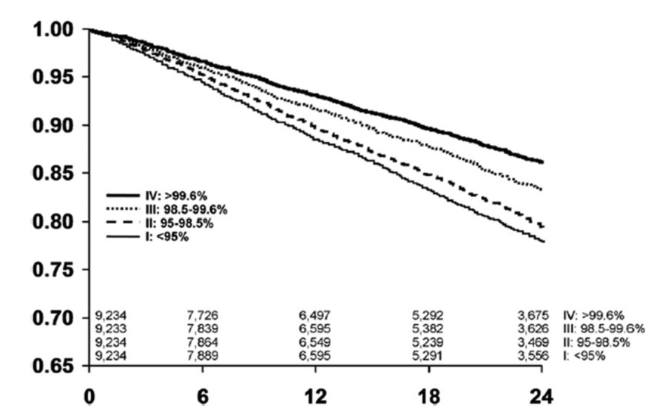 1.00
0.95
0.90
0.85
0.80
0.75
0.70
0.65
IV: >99.6%
III: 98.5-99.6%
II: 95-98.5%
I: <95%
9,234 7,726 6,497 5,292 3,675 IV: >99.6%
9,233 7,839 6,595 5,382 3,626 III: 98.5-99.6%
9,234 7,864 6,549 5,239 3,469 II: 95-98.5%
9,234 7,889 6,595 5,291 3,556 I: <95%
0 6 12 18 24